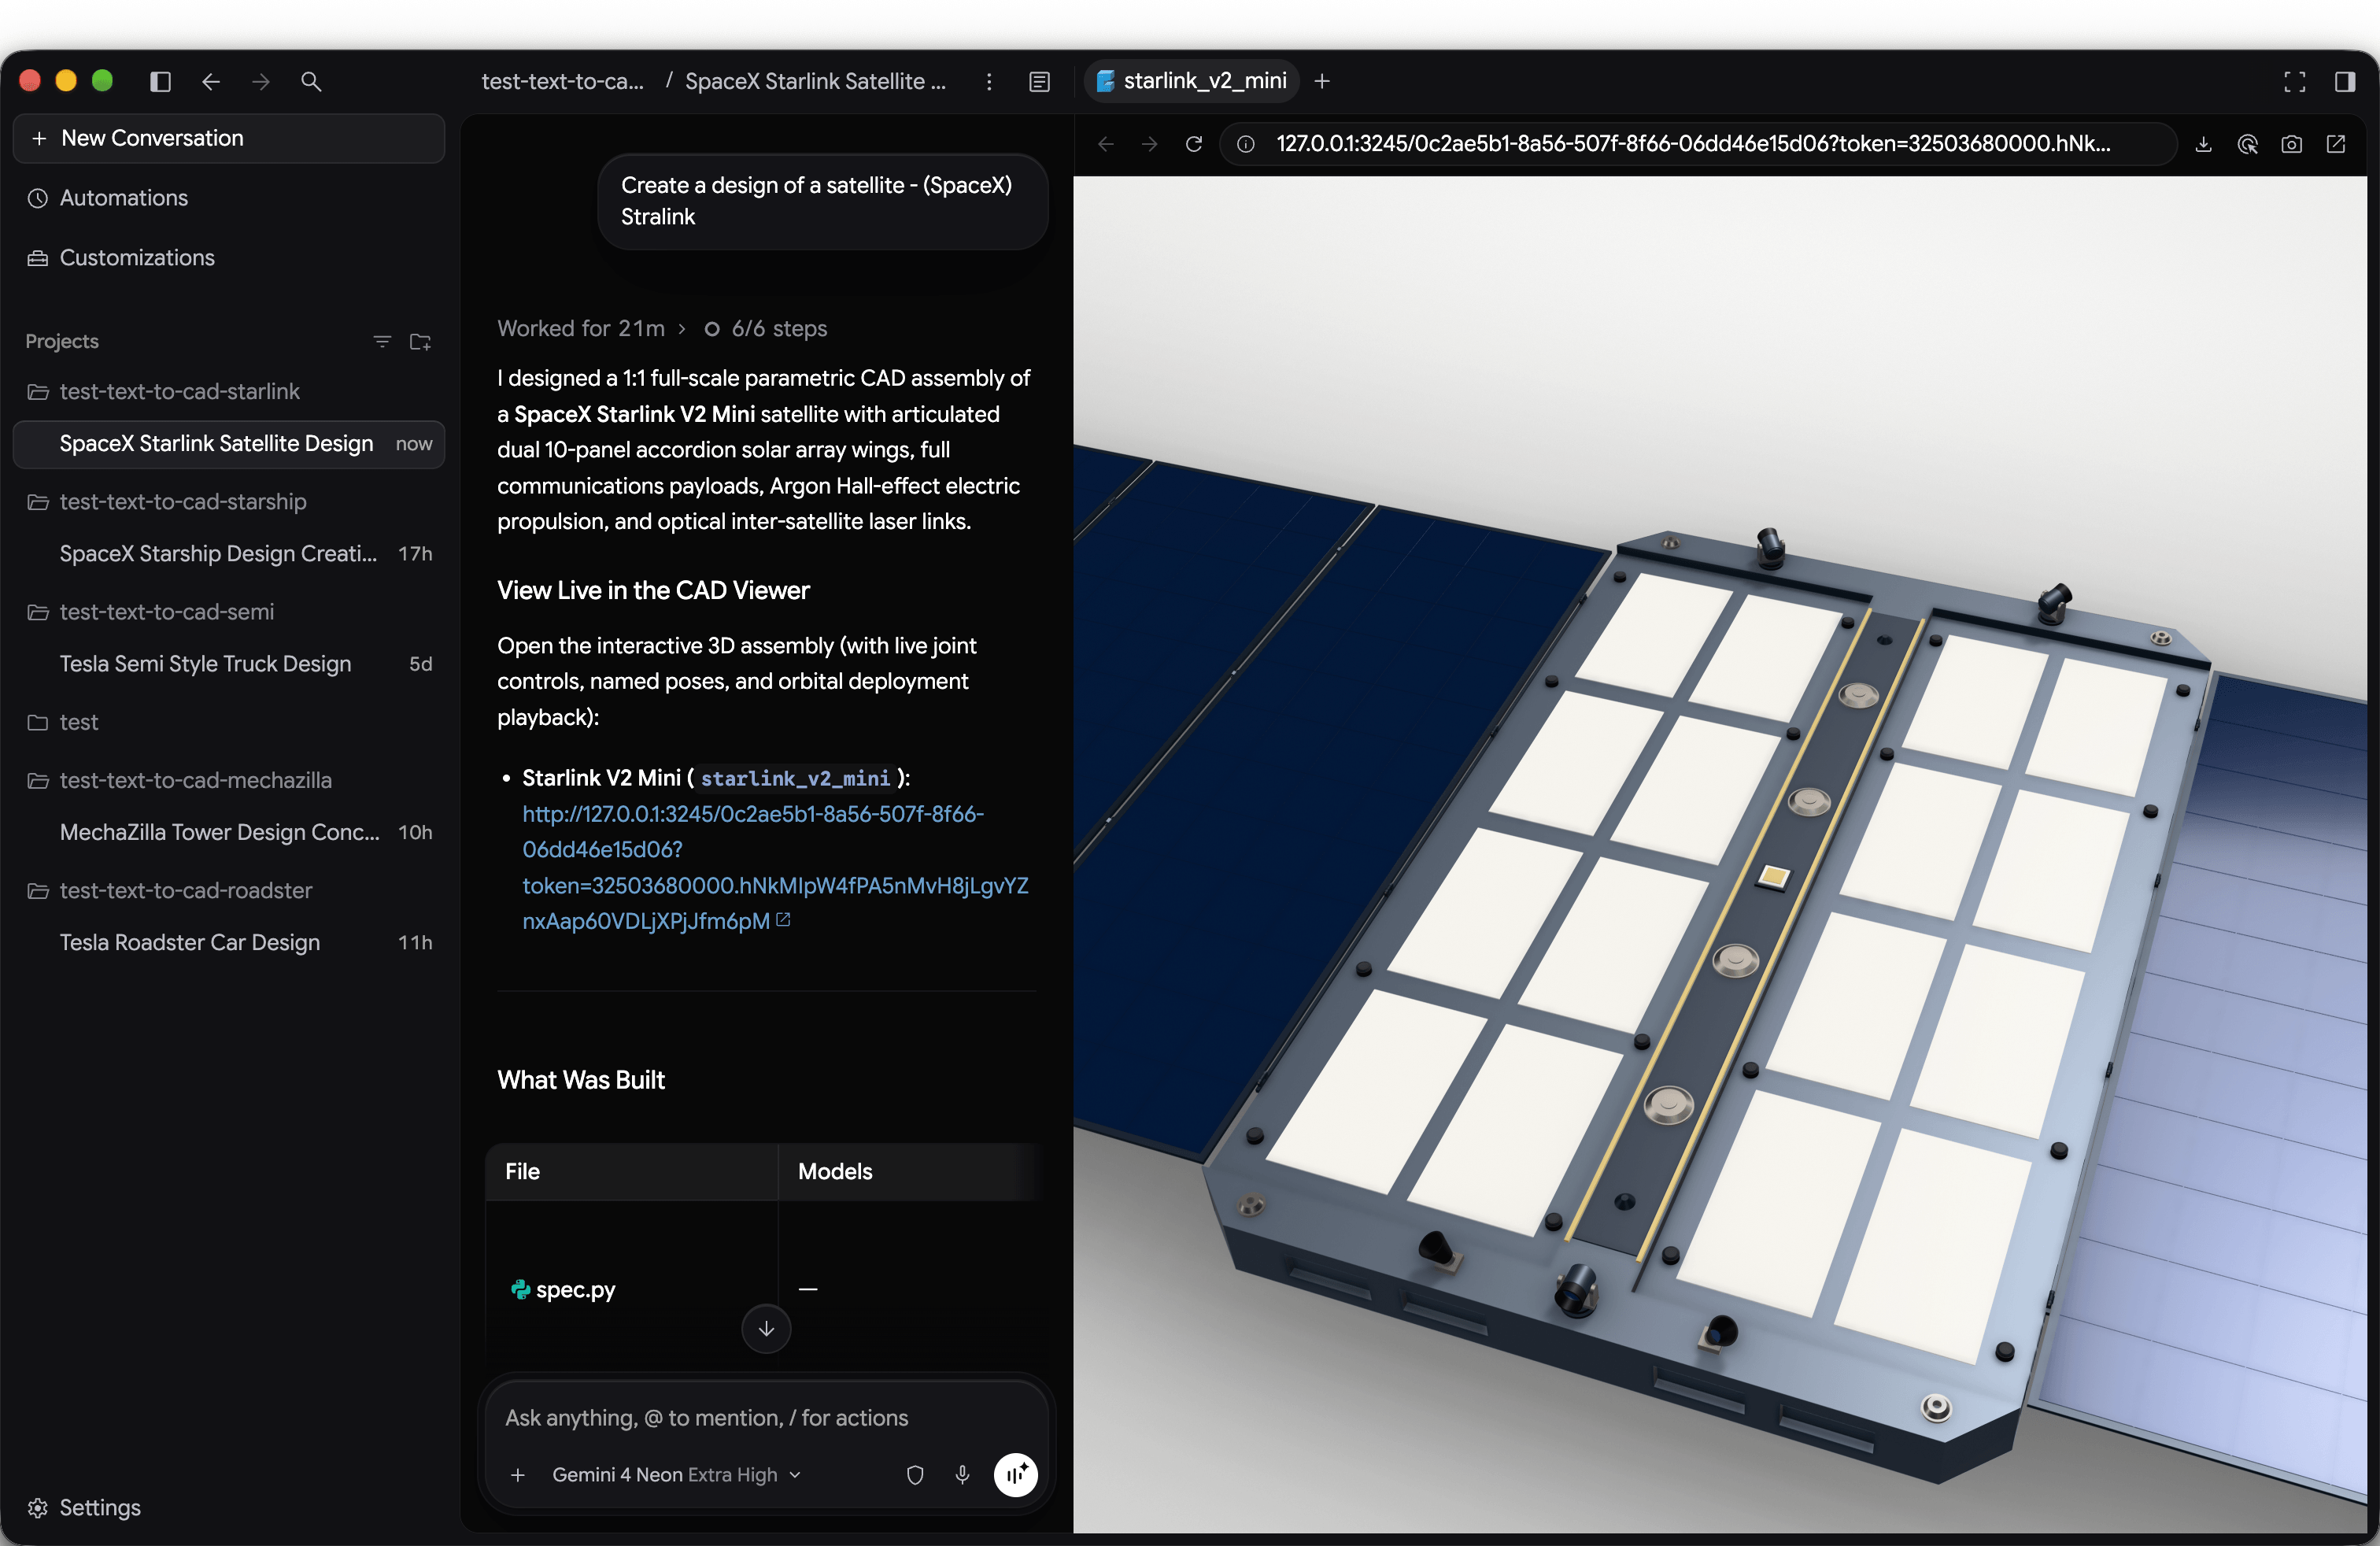 test-text-to-ca... / SpaceX Starlink Satellite ...
starlink_v2_mini
New Conversation
Automations
Customizations
Projects
test-text-to-cad-starlink
SpaceX Starlink Satellite Design now
test-text-to-cad-starship
SpaceX Starship Design Creati... 17h
test-text-to-cad-semi
Tesla Semi Style Truck Design 5d
test
test-text-to-cad-mechazilla
MechaZilla Tower Design Conc... 10h
test-text-to-cad-roadster
Tesla Roadster Car Design 11h
Settings
Create a design of a satellite - (SpaceX)
Stralink
Worked for 21m > 6/6 steps
I designed a 1:1 full-scale parametric CAD assembly of
a SpaceX Starlink V2 Mini satellite with articulated
dual 10-panel accordion solar array wings, full
communications payloads, Argon Hall-effect electric
propulsion, and optical inter-satellite laser links.
View Live in the CAD Viewer
Open the interactive 3D assembly (with live joint
controls, named poses, and orbital deployment
playback):
• Starlink V2 Mini ( starlink_v2_mini ):
http://127.0.0.1:3245/0c2ae5b1-8a56-507f-8f66-
06dd46e15d06?
token=32503680000.hNkMIpW4fPA5nMvH8jLgvYZ
nxAap60VDLjXPjJfm6pM
What Was Built
File Models
spec.py —
Ask anything, @ to mention, / for actions
Gemini 4 Neon Extra High
127.0.0.1:3245/0c2ae5b1-8a56-507f-8f66-06dd46e15d06?token=32503680000.hNk...